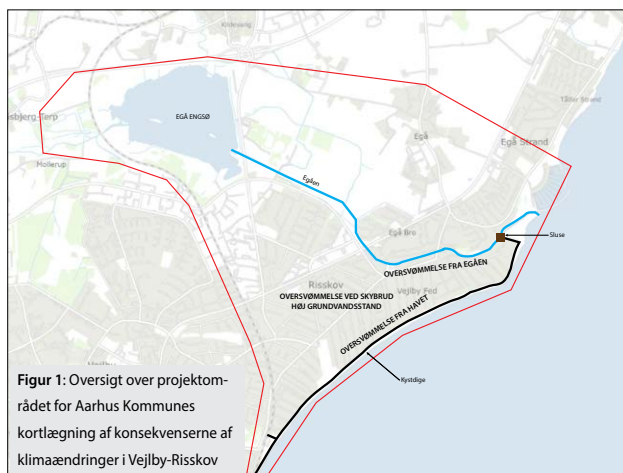 Kildevang
EGÅ ENGSØ
Tåller Strand
sbjerg-Terp
Egå
Egå Strand
Hollerup
Egåen
Egå Bro
Sluse
OVERSVØMMELSE FRA EGÅEN
Risskov
Vejlby Fed
OVERSVØMMELSE VED SKYBRUD
HØJ GRUNDVANDSSTAND
OVERSVØMMELSE FRA HAVET
Kystdige
Figur 1: Oversigt over projektom-
rådet for Aarhus Kommunes
kortlægning af konsekvenserne af
klimaændringer i Vejlby-Risskov